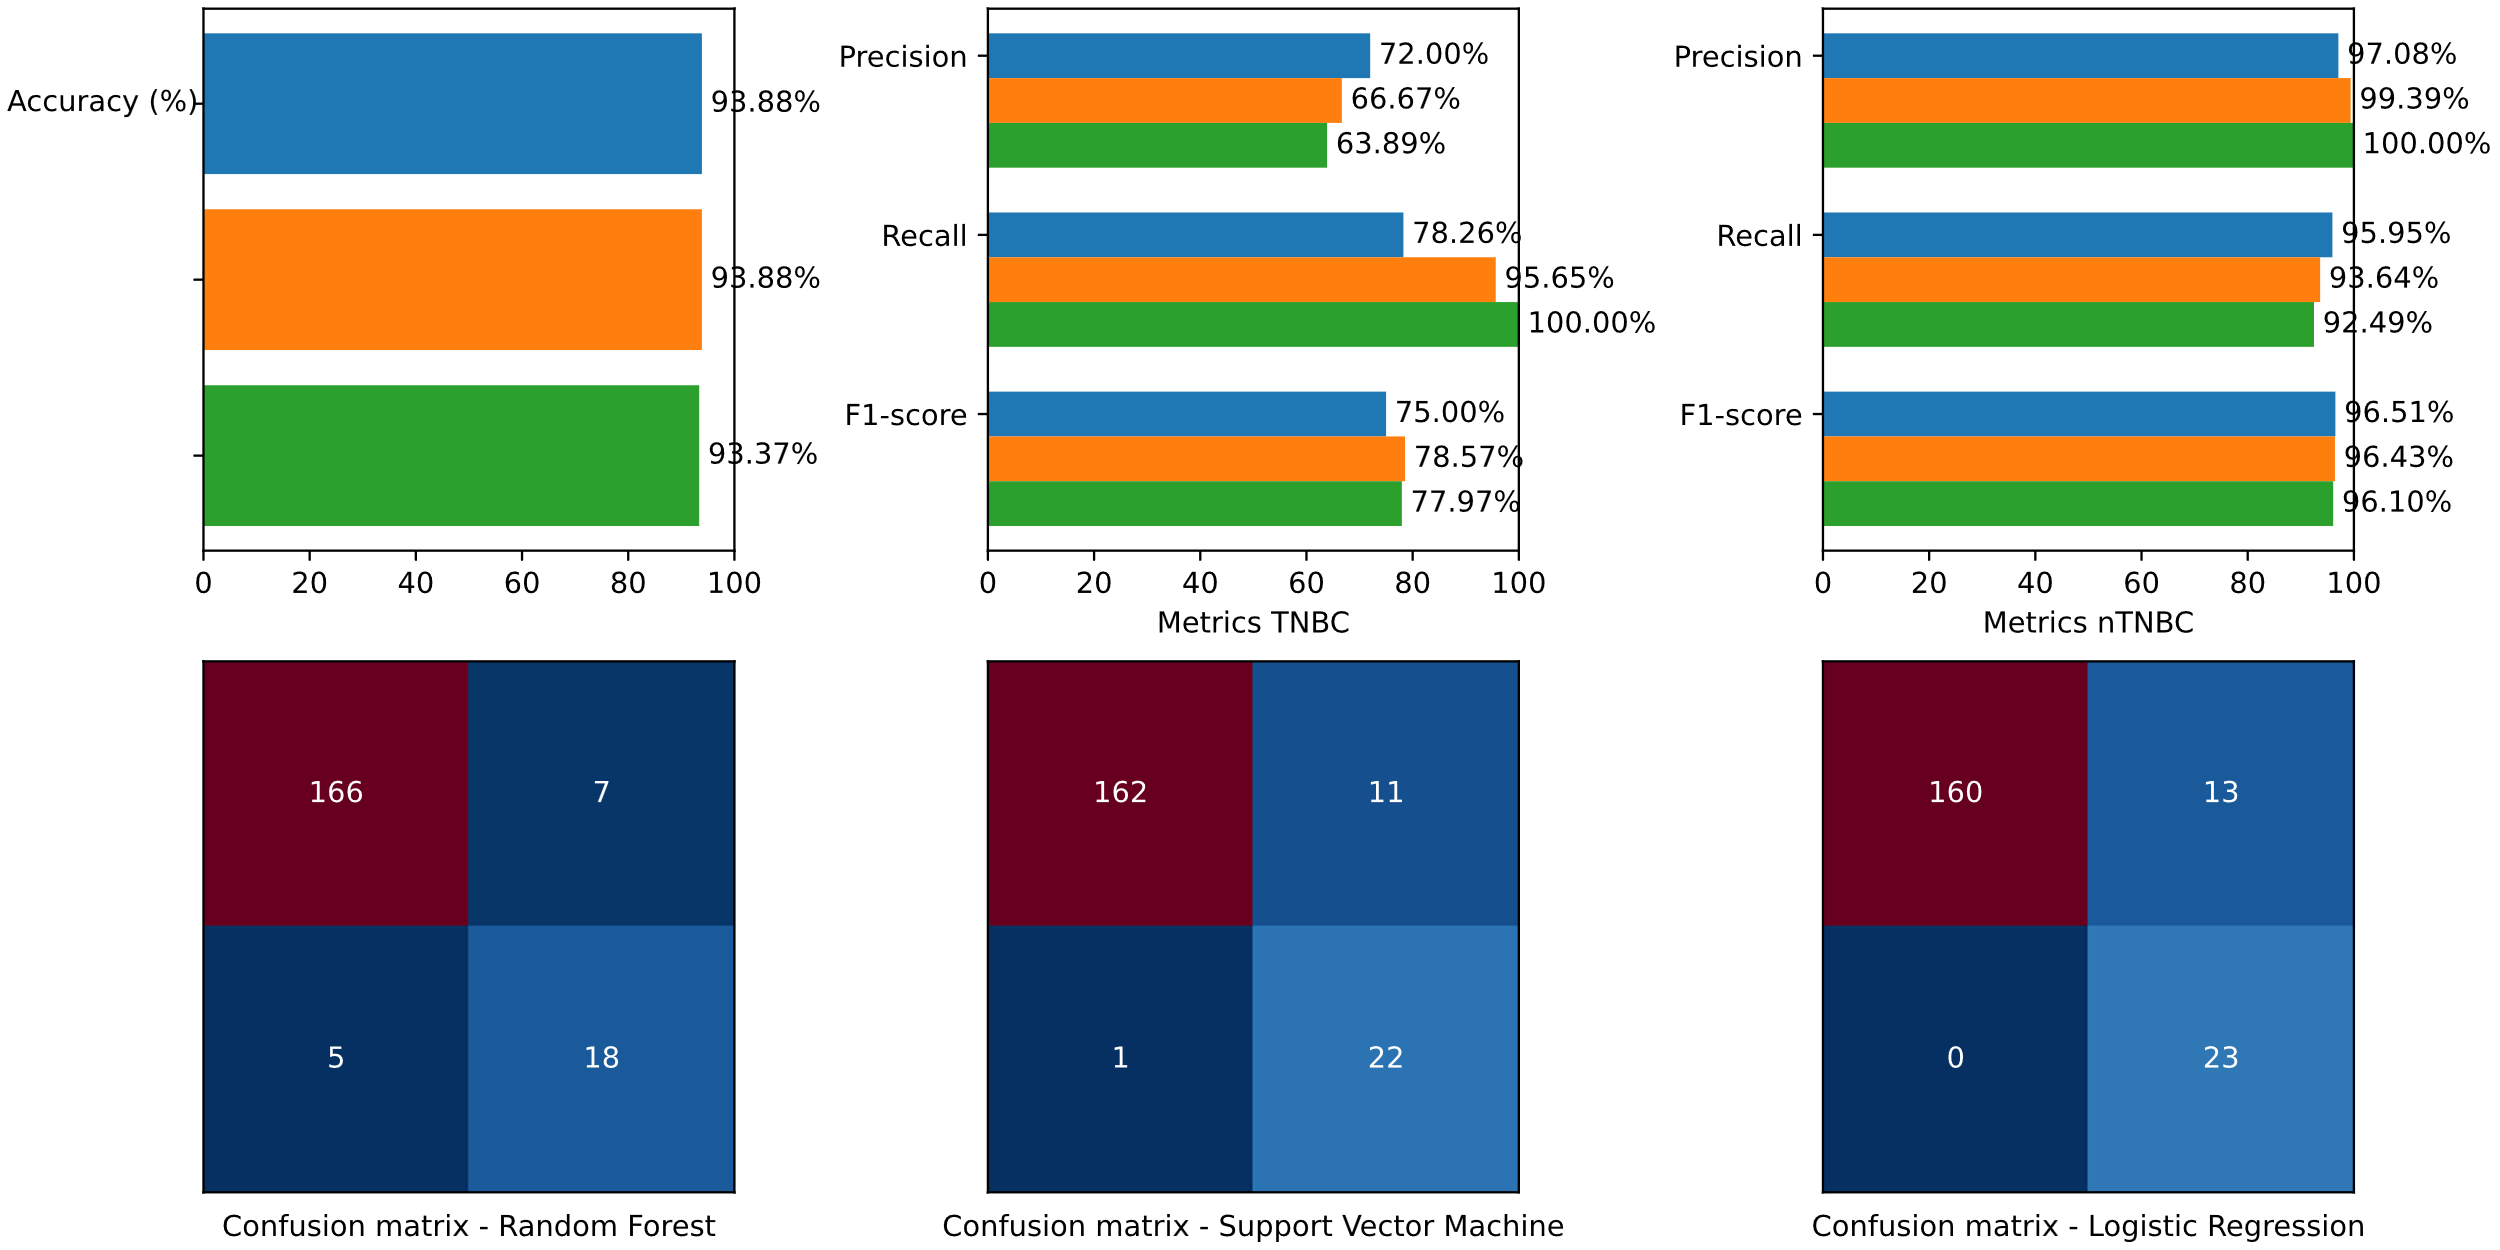 Accuracy (%)
93.88%
93.88%
93.37%
0 20 40 60 80 100
Precision
72.00%
66.67%
63.89%
Recall
78.26%
95.65%
100.00%
F1-score
75.00%
78.57%
77.97%
0 20 40 60 80 100
Metrics TNBC
Precision
97.08%
99.39%
100.00%
Recall
95.95%
93.64%
92.49%
F1-score
96.51%
96.43%
96.10%
0 20 40 60 80 100
Metrics nTNBC
166 7
5 18
Confusion matrix - Random Forest
162 11
1 22
Confusion matrix - Support Vector Machine
160 13
0 23
Confusion matrix - Logistic Regression